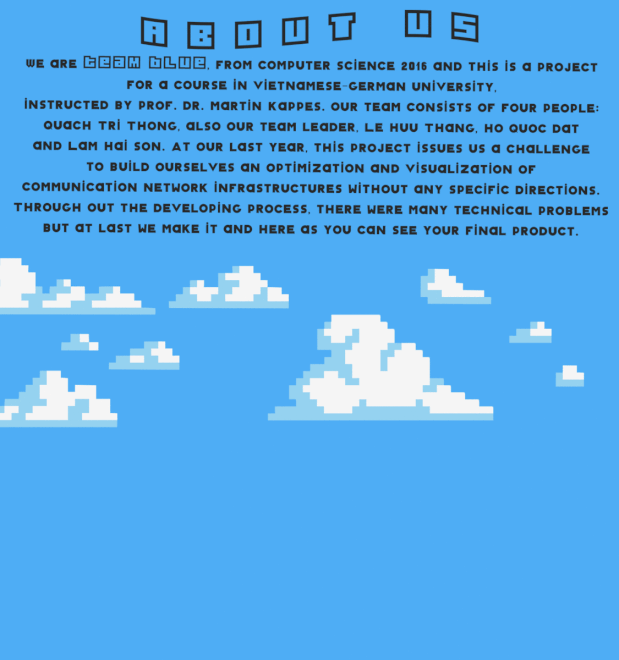 ABOUT US
WE ARE TEAM BLUE, FROM COMPUTER SCIENCE 2016 AND THIS IS A PROJECT
FOR A COURSE IN VIETNAMESE-GERMAN UNIVERSITY,
INSTRUCTED BY PROF. DR. MARTIN KAPPES. OUR TEAM CONSISTS OF FOUR PEOPLE:
QUACH TRI THONG, ALSO OUR TEAM LEADER, LE HUU THANG, HO QUOC DAT
AND LAM HAI SON. AT OUR LAST YEAR, THIS PROJECT ISSUES US A CHALLENGE
TO BUILD OURSELVES AN OPTIMIZATION AND VISUALIZATION OF
COMMUNICATION NETWORK INFRASTRUCTURES WITHOUT ANY SPECIFIC DIRECTIONS.
THROUGH OUT THE DEVELOPING PROCESS, THERE WERE MANY TECHNICAL PROBLEMS
BUT AT LAST WE MAKE IT AND HERE AS YOU CAN SEE YOUR FINAL PRODUCT.